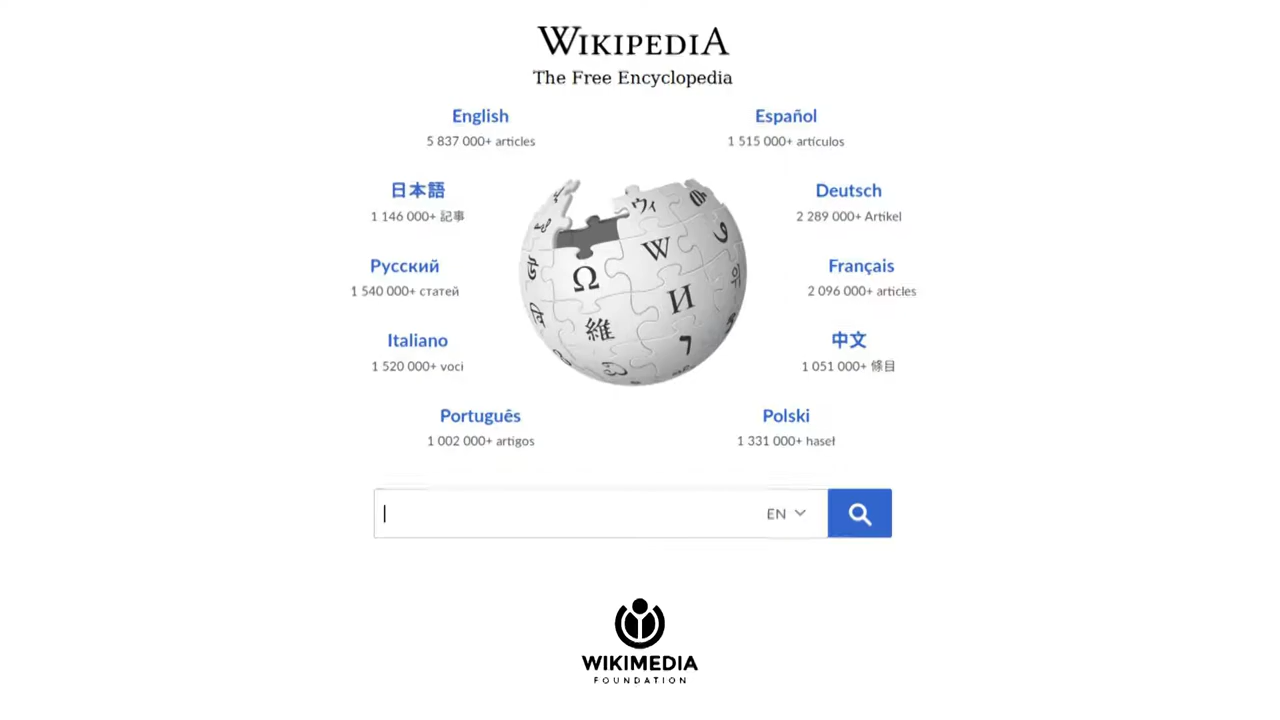 WIKIPEDIA
The Free Encyclopedia
English
5 837 000+ articles
Español
1 515 000+ artículos
日本語
1 146 000+ 記事
Deutsch
2 289 000+ Artikel
Русский
1 540 000+ статей
Français
2 096 000+ articles
Italiano
1 520 000+ voci
中文
1 051 000+ 條目
Português
1 002 000+ artigos
Polski
1 331 000+ haseł
ウィ
W
Ω
И
維
EN
WIKIMEDIA
FOUNDATION